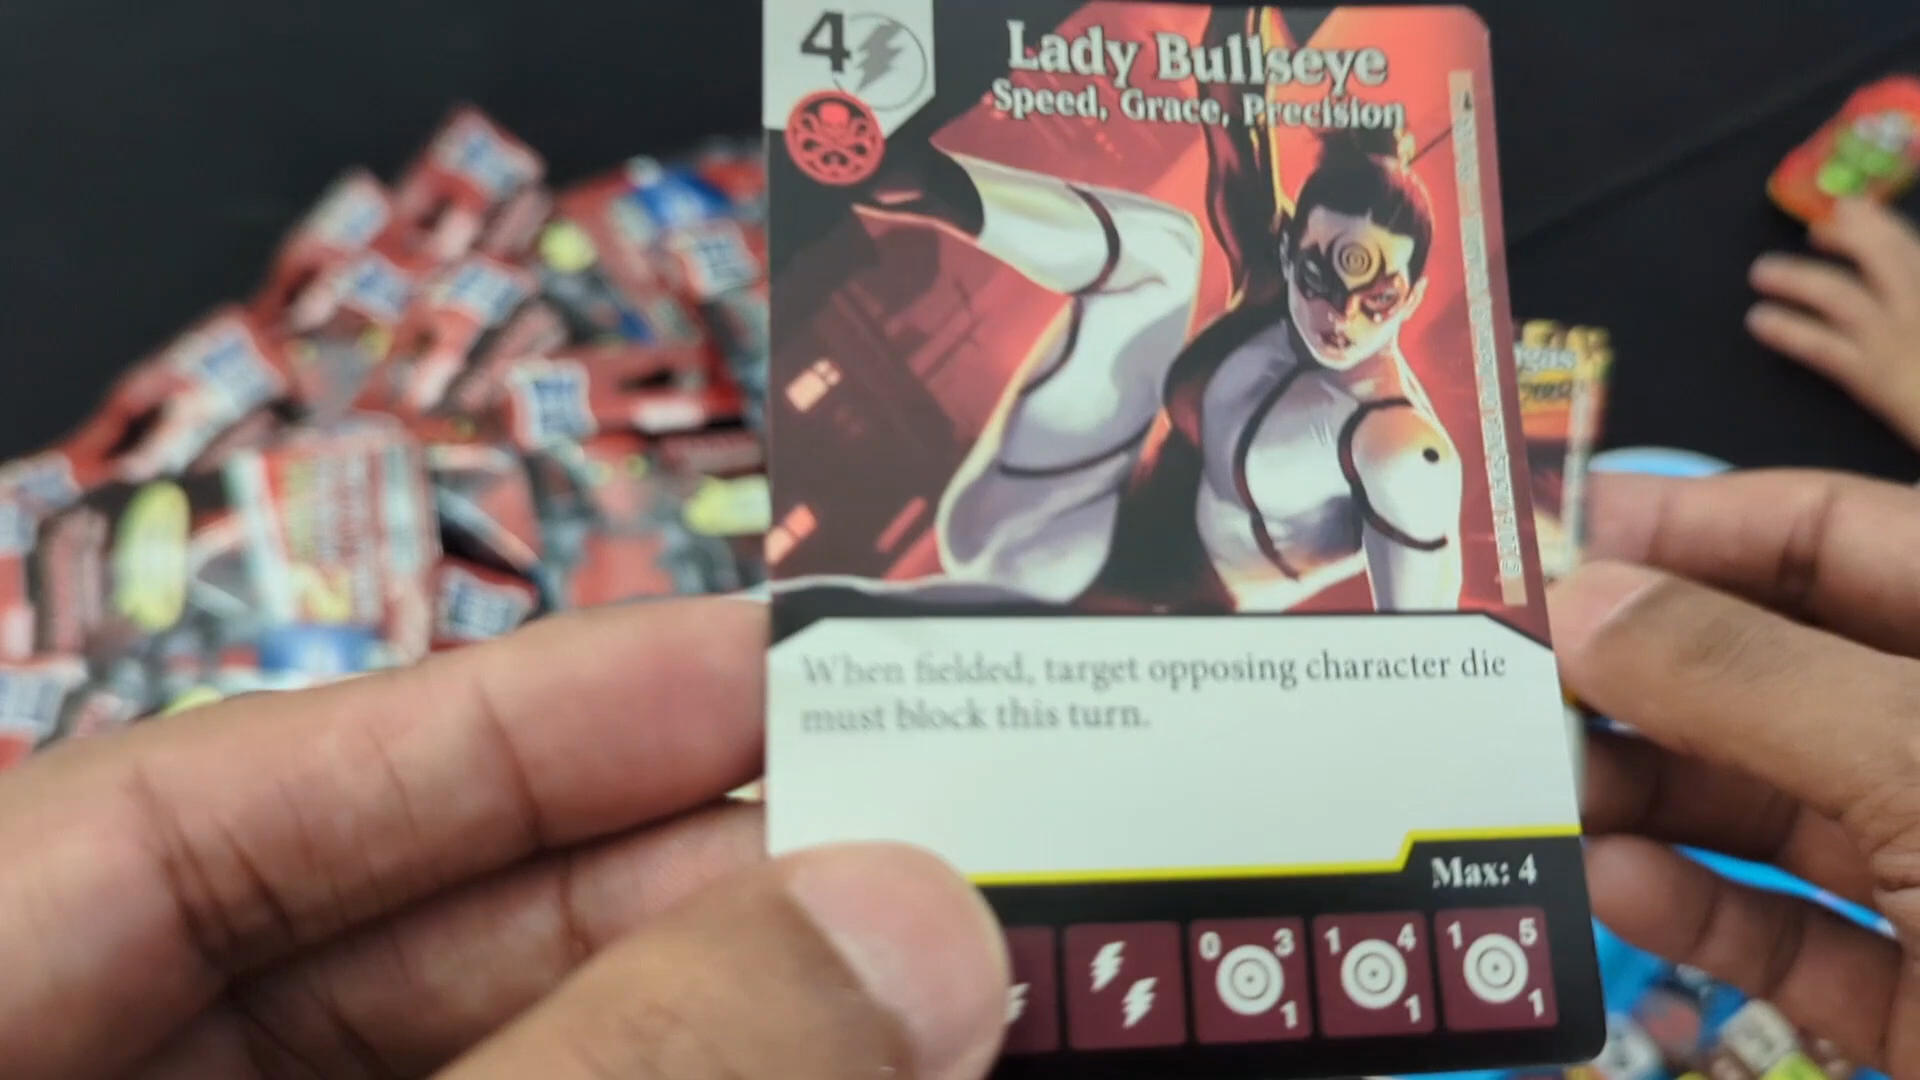 4
Lady Bullseye
Speed, Grace, Precision
When fielded, target opposing character die
must block this turn.
Max: 4
0 3 1
1 4 1
1 5 1